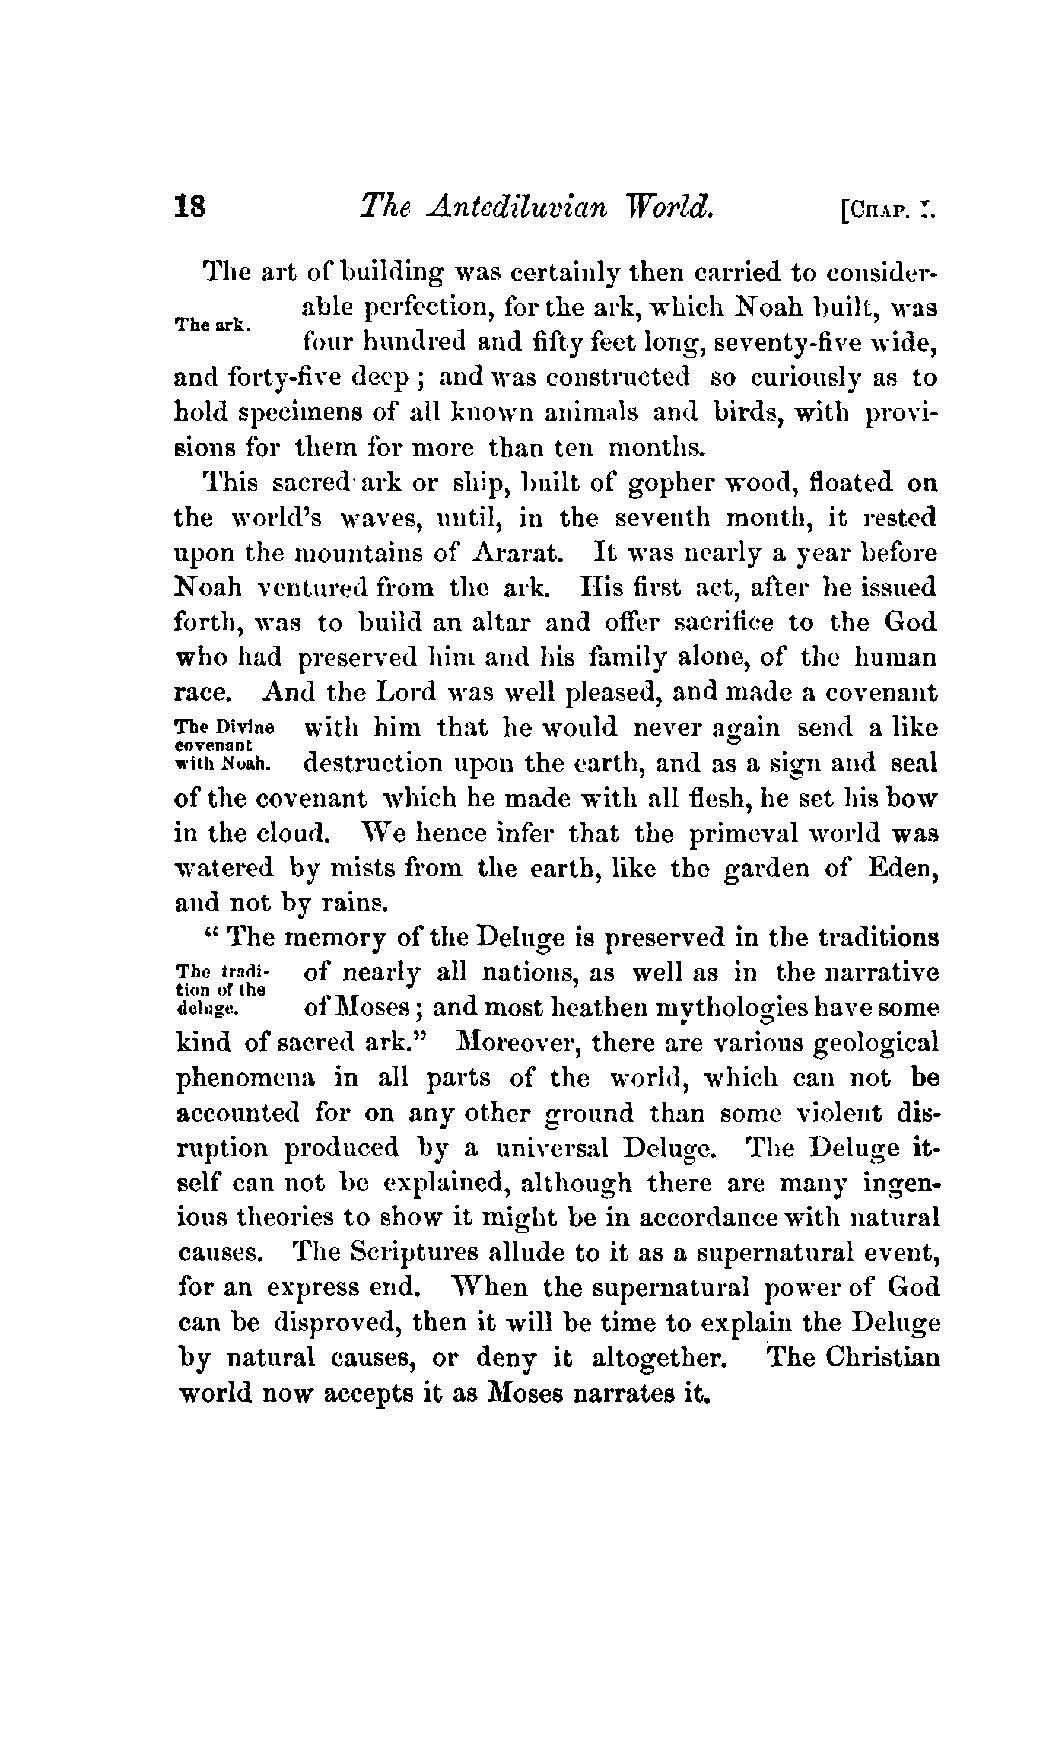 18 The Antediluvian World. [CHAP. I.
The art of building was certainly then carried to consider-
able perfection, for the ark, which Noah built, was
The ark.
four hundred and fifty feet long, seventy-five wide,
and forty-five deep ; and was constructed so curiously as to
hold specimens of all known animals and birds, with provi-
sions for them for more than ten months.
This sacred ark or ship, built of gopher wood, floated on
the world's waves, until, in the seventh month, it rested
upon the mountains of Ararat. It was nearly a year before
Noah ventured from the ark. His first act, after he issued
forth, was to build an altar and offer sacrifice to the God
who had preserved him and his family alone, of the human
race. And the Lord was well pleased, and made a covenant
The Divine
covenant
with Noah.
with him that he would never again send a like
destruction upon the earth, and as a sign and seal
of the covenant which he made with all flesh, he set his bow
in the cloud. We hence infer that the primeval world was
watered by mists from the earth, like the garden of Eden,
and not by rains.
“ The memory of the Deluge is preserved in the traditions
The tradi-
tion of the
deluge.
of nearly all nations, as well as in the narrative
of Moses ; and most heathen mythologies have some
kind of sacred ark.” Moreover, there are various geological
phenomena in all parts of the world, which can not be
accounted for on any other ground than some violent dis-
ruption produced by a universal Deluge. The Deluge it-
self can not be explained, although there are many ingen-
ious theories to show it might be in accordance with natural
causes. The Scriptures allude to it as a supernatural event,
for an express end. When the supernatural power of God
can be disproved, then it will be time to explain the Deluge
by natural causes, or deny it altogether. The Christian
world now accepts it as Moses narrates it.